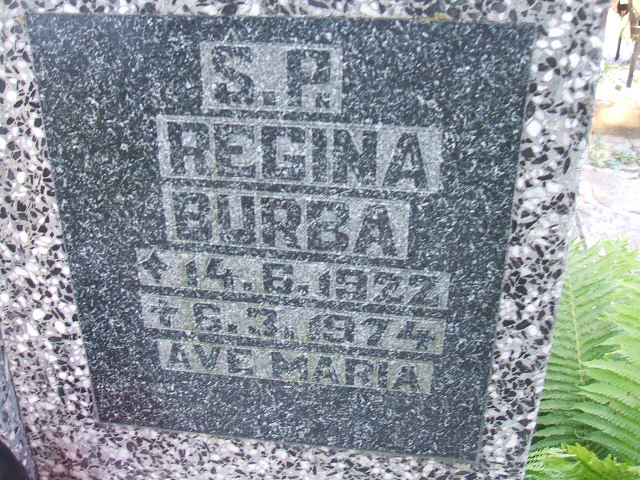 Ś.P.
REGINA
BURBA
* 14.6.1922
† 6.3.1974
AVE MARIA